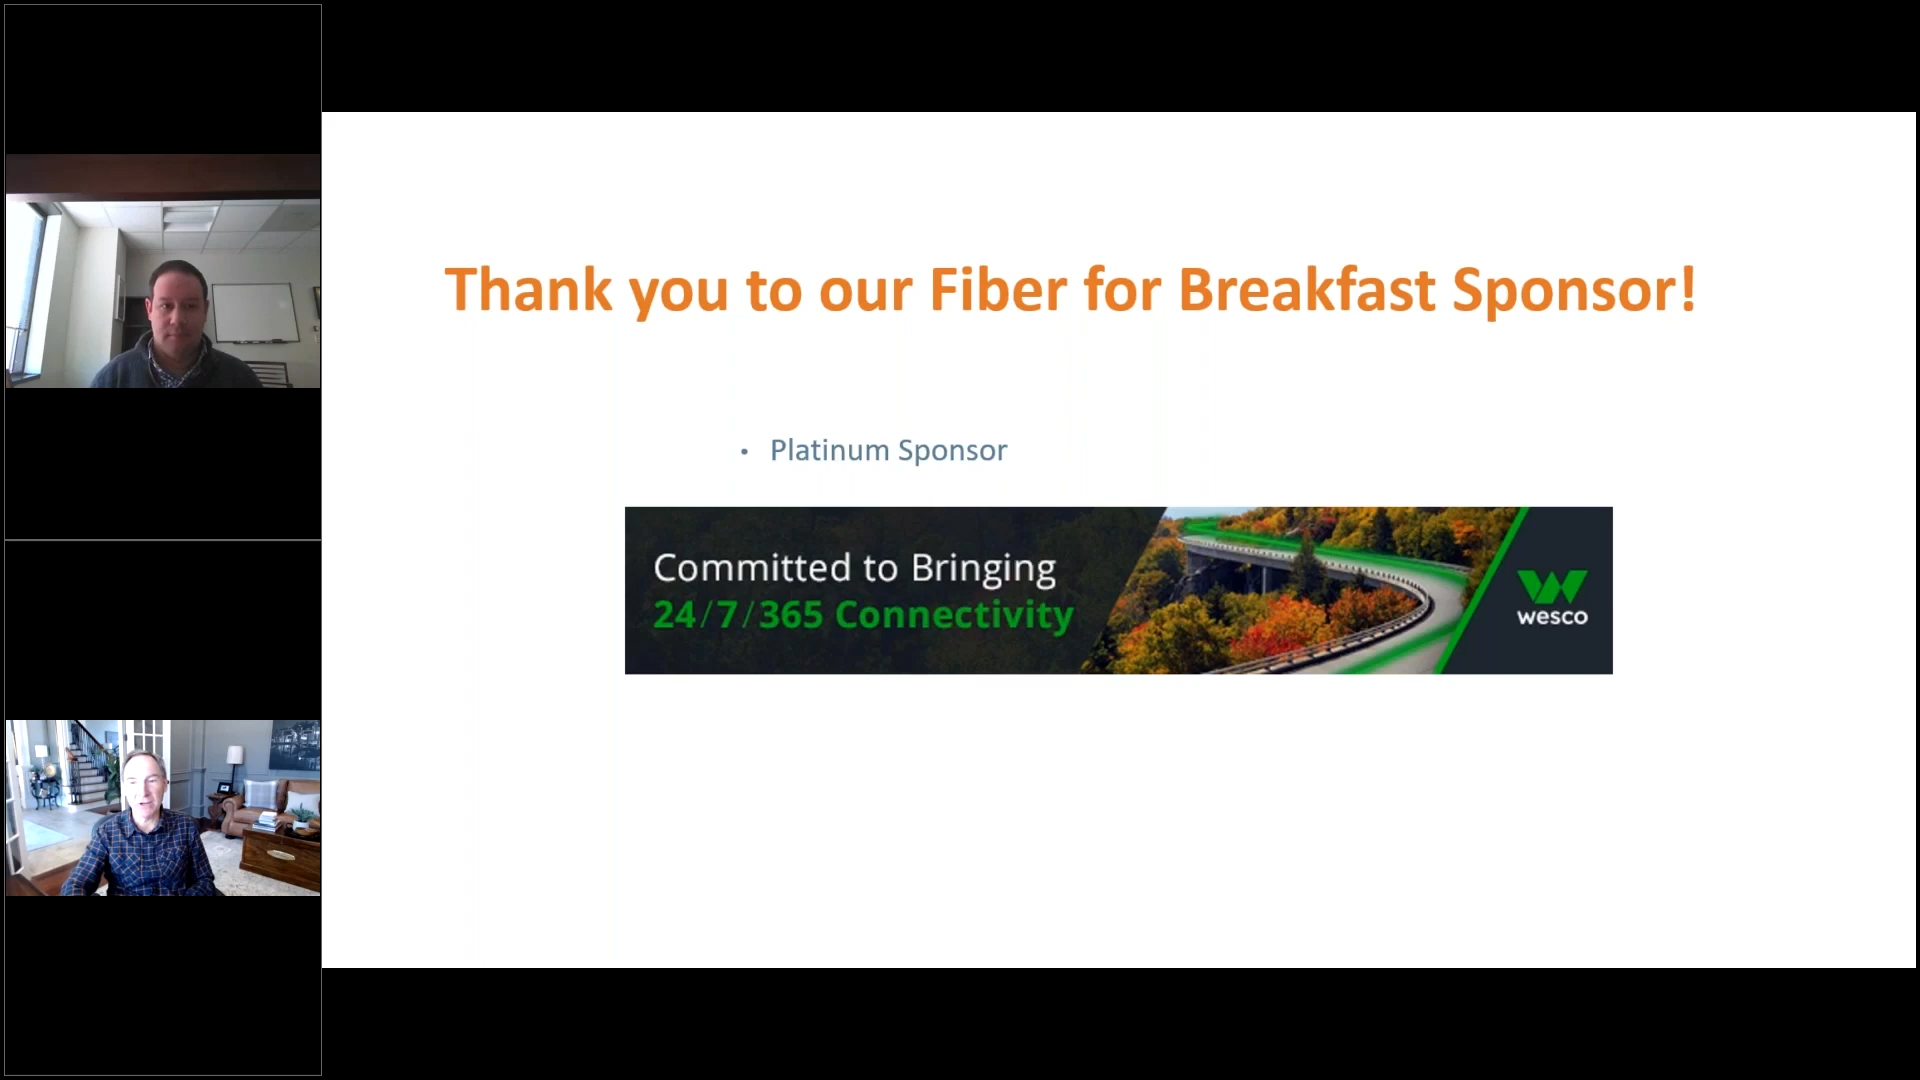 Thank you to our Fiber for Breakfast Sponsor!
• Platinum Sponsor
Committed to Bringing
24/7/365 Connectivity
wesco